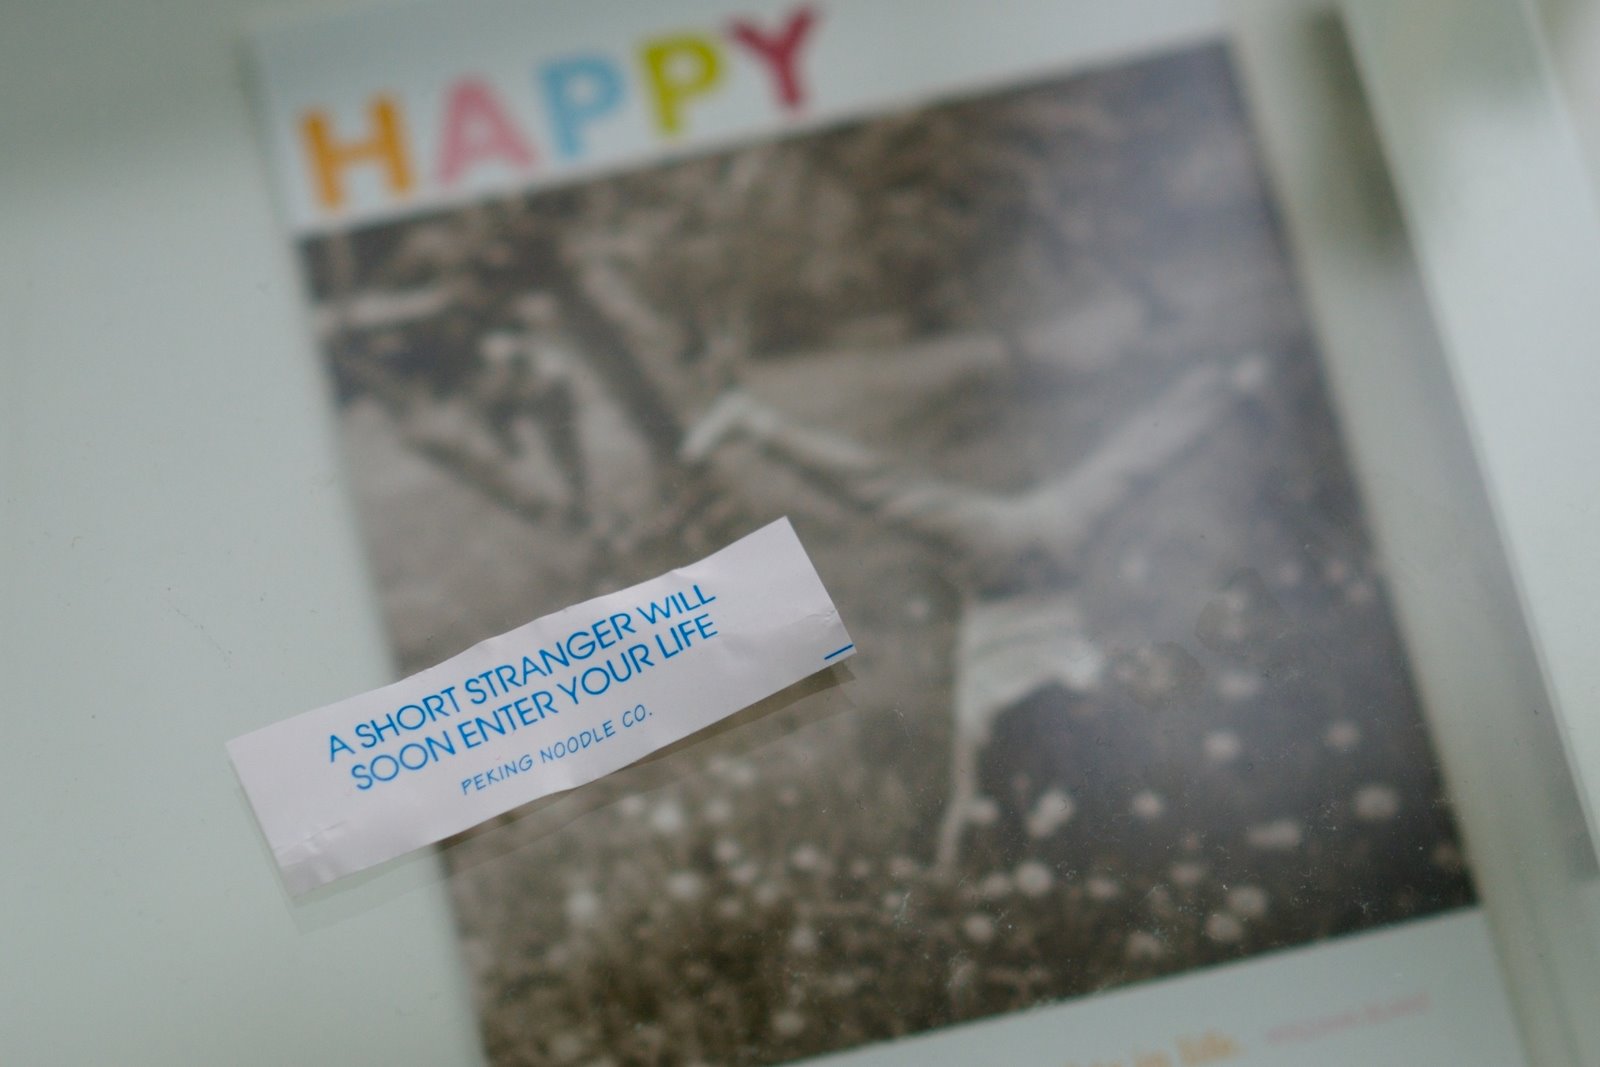 HAPPY
A SHORT STRANGER WILL
SOON ENTER YOUR LIFE
PEKING NOODLE CO.